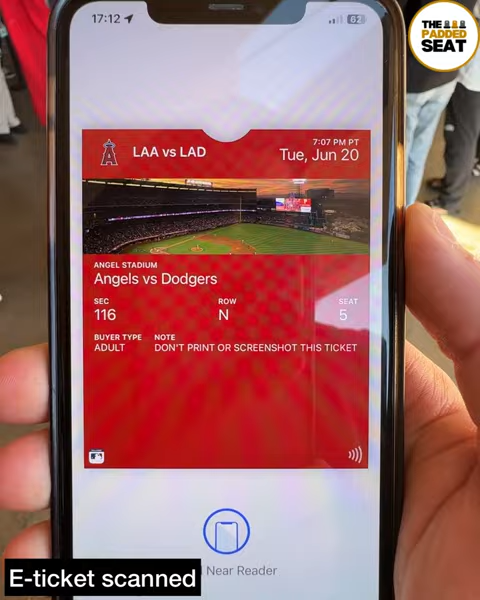 17:12
62
THE
PADDED
SEAT
LAA vs LAD
7:07 PM PT
Tue, Jun 20
ANGEL STADIUM
Angels vs Dodgers
SEC
ROW
SEAT
116
N
5
BUYER TYPE
NOTE
ADULT
DON'T PRINT OR SCREENSHOT THIS TICKET
Near Reader
E-ticket scanned